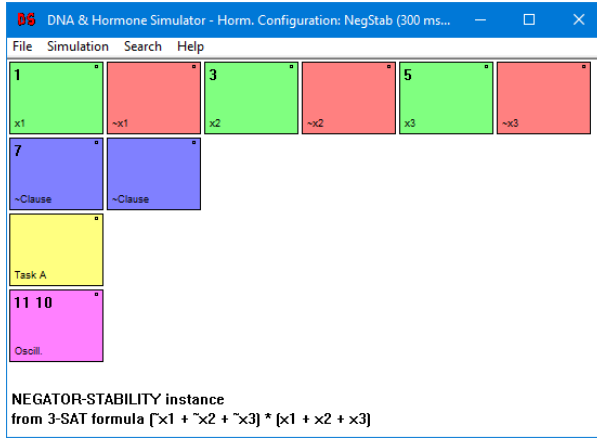 DS DNA & Hormone Simulator - Horm. Configuration: NegStab (300 ms...
File Simulation Search Help
1 3 5
x1 ~x1 x2 ~x2 x3 ~x3
7
~Clause ~Clause
Task A
11 10
Oscill.
NEGATOR-STABILITY instance
from 3-SAT formula (~x1 + ~x2 + ~x3) * (x1 + x2 + x3)